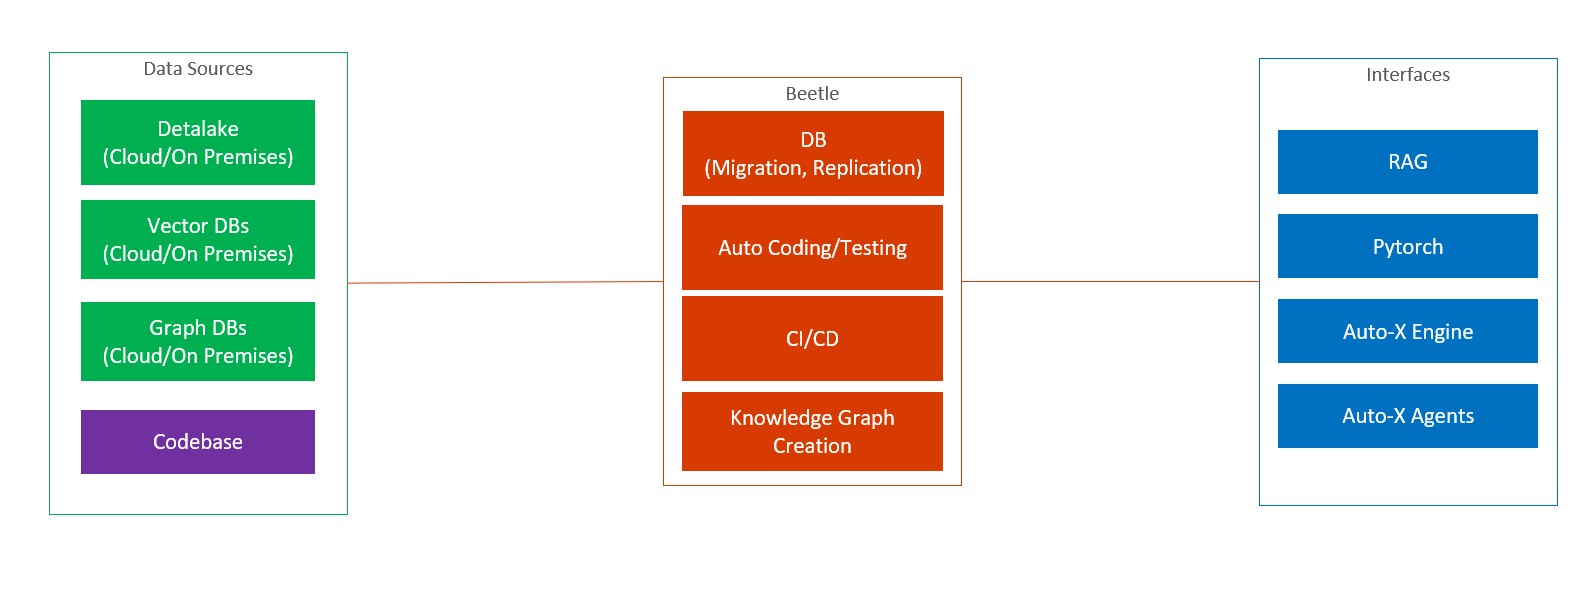 Data Sources
Detalake
(Cloud/On Premises)
Vector DBs
(Cloud/On Premises)
Graph DBs
(Cloud/On Premises)
Codebase
Beetle
DB
(Migration, Replication)
Auto Coding/Testing
CI/CD
Knowledge Graph
Creation
Interfaces
RAG
Pytorch
Auto-X Engine
Auto-X Agents